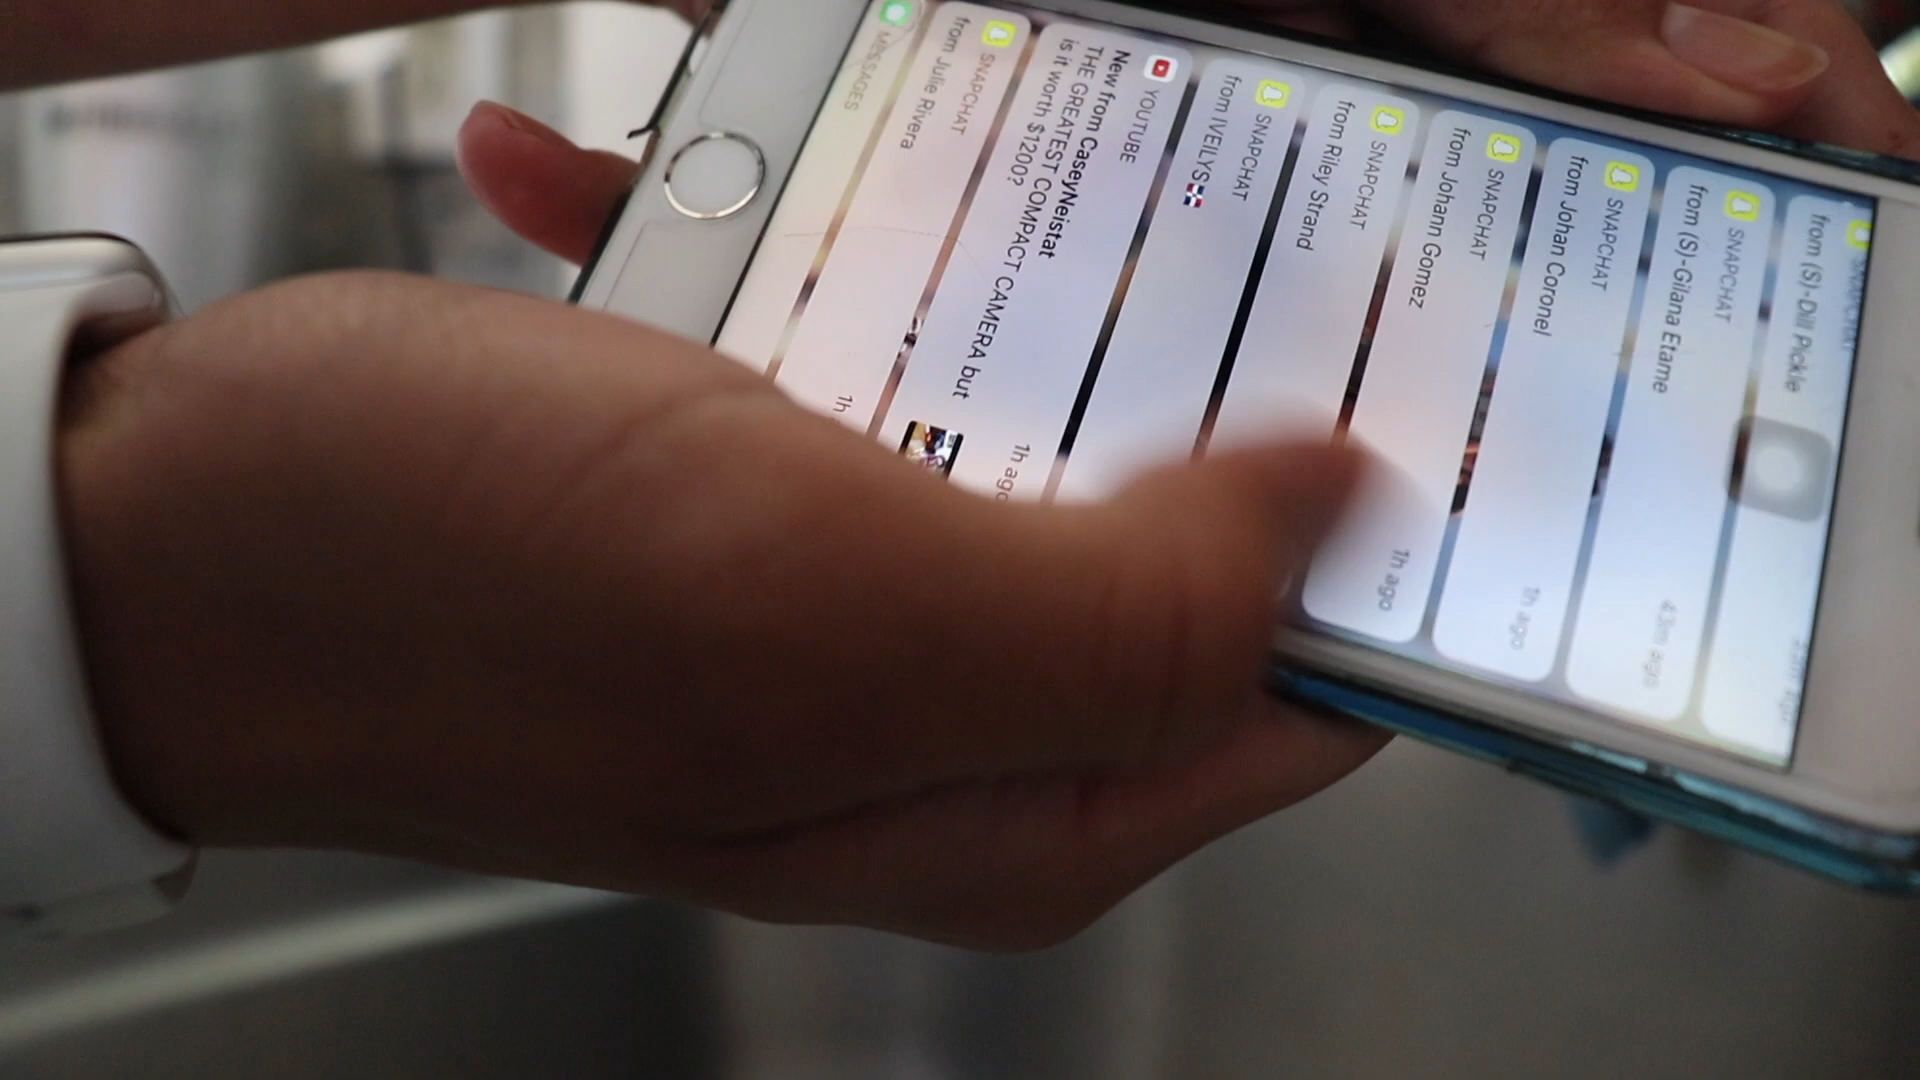 SNAPCHAT
from (S)-Dill Pickle
SNAPCHAT
from (S)-Gilana Etame
43m ago
SNAPCHAT
from Johan Coronel
1h ago
SNAPCHAT
from Johann Gomez
1h ago
SNAPCHAT
from Riley Strand
SNAPCHAT
from IVEILYS🇩🇴
YOUTUBE
1h ago
New from CaseyNeistat
THE GREATEST COMPACT CAMERA but
is it worth $1200?
SNAPCHAT
1h
from Julie Rivera
MESSAGES